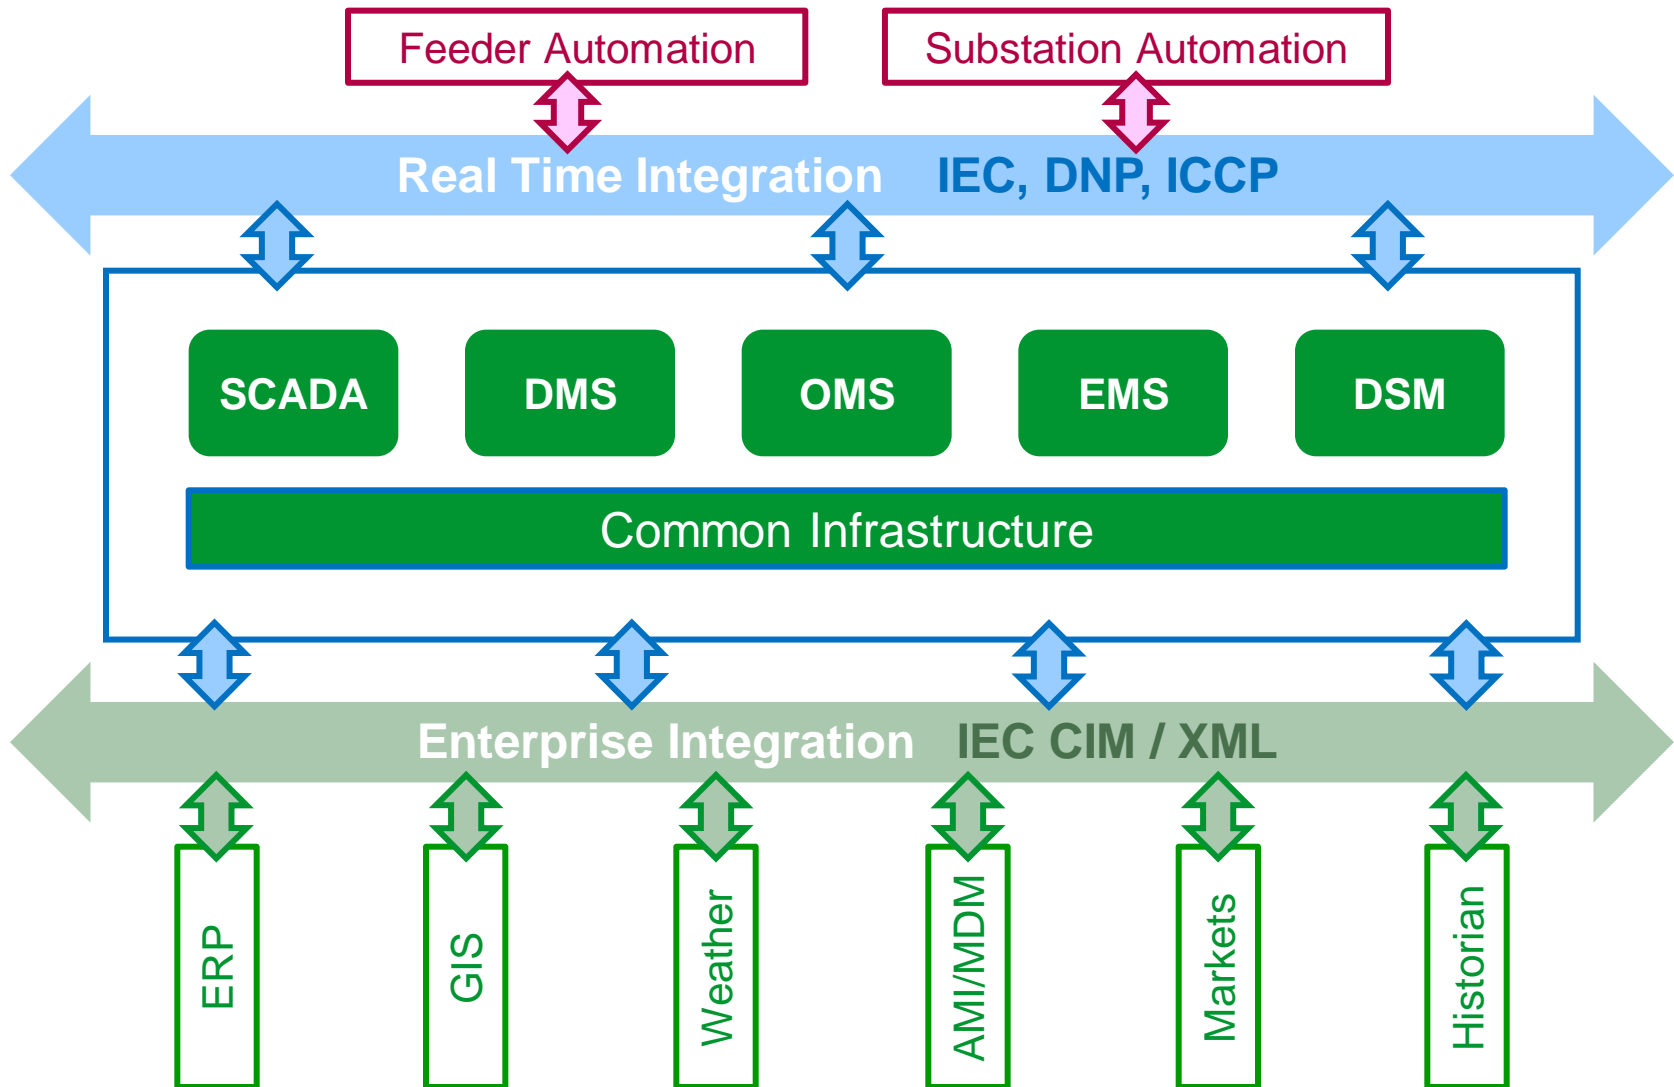 Feeder Automation
Substation Automation
Real Time Integration IEC, DNP, ICCP
SCADA
DMS
OMS
EMS
DSM
Common Infrastructure
Enterprise Integration IEC CIM / XML
ERP
GIS
Weather
AMI/MDM
Markets
Historian